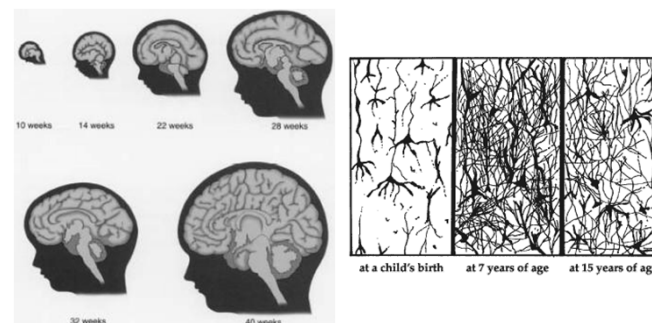 10 weeks
14 weeks
22 weeks
28 weeks
32 weeks
40 weeks
at a child's birth
at 7 years of age
at 15 years of ag